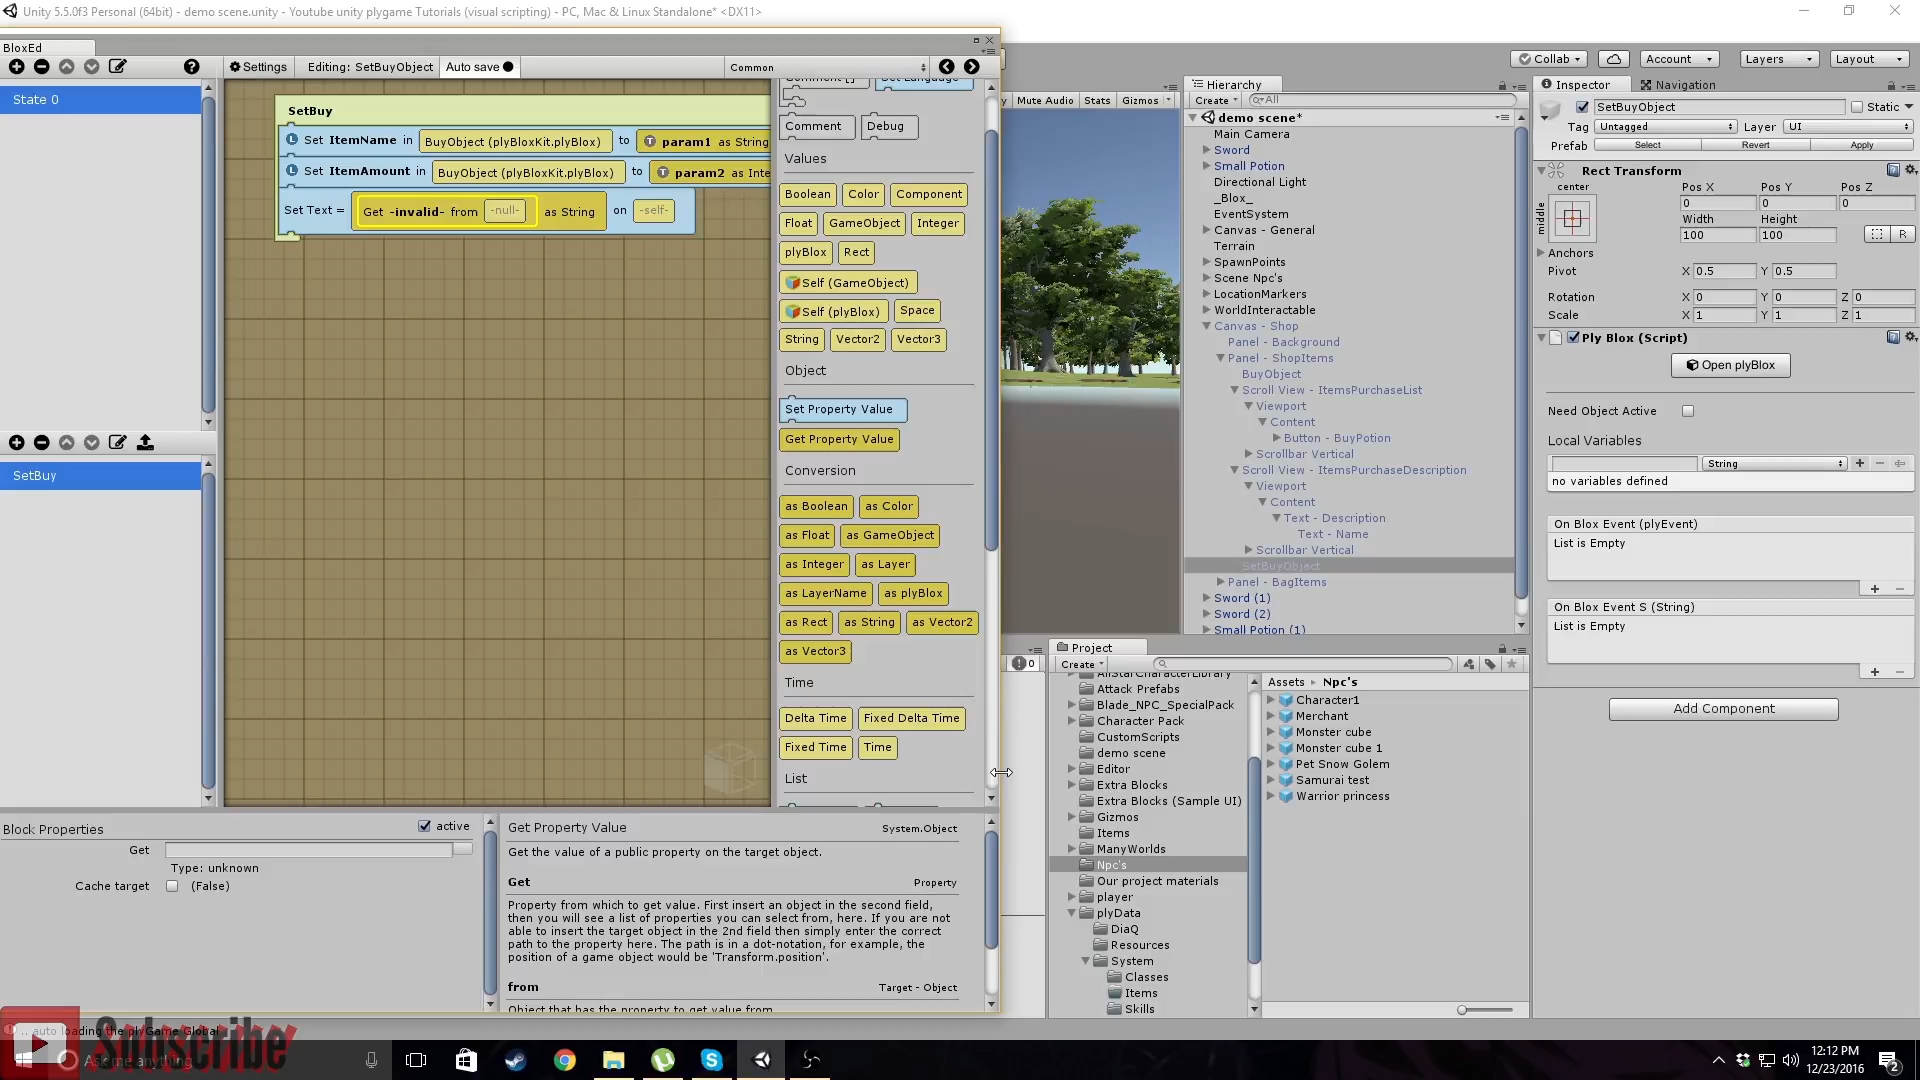 Unity 5.5.0f3 Personal (64bit) - demo scene.unity - Youtube unity plygame Tutorials (visual scripting) - PC, Mac & Linux Standalone* <DX11>
BloxEd
Settings
Editing: SetBuyObject
Auto save
Common
State 0
SetBuy
SetBuy
Set ItemName in BuyObject (plyBloxKit.plyBlox) to param1 as String
Set ItemAmount in BuyObject (plyBloxKit.plyBlox) to param2 as Inte
Set Text = Get -invalid- from -null- as String on -self-
Comment Debug
Values
Boolean Color Component
Float GameObject Integer
plyBlox Rect
Self (GameObject)
Self (plyBlox) Space
String Vector2 Vector3
Object
Set Property Value
Get Property Value
Conversion
as Boolean as Color
as Float as GameObject
as Integer as Layer
as LayerName as plyBlox
as Rect as String as Vector2
as Vector3
Time
Delta Time Fixed Delta Time
Fixed Time Time
List
Block Properties
active
Get
Type: unknown
Cache target (False)
Get Property Value System.Object
Get the value of a public property on the target object.
Get Property
Property from which to get value. First insert an object in the second field,
then you will see a list of properties you can select from, here. If you are not
able to insert the target object in the 2nd field then simply enter the correct
path to the property here. The path is in a dot-notation, for example, the
position of a game object would be 'Transform.position'.
from Target - Object
Object that has the property to get value from
Collab Account Layers Layout
Mute Audio Stats Gizmos
Hierarchy
Create All
demo scene*
Main Camera
Sword
Small Potion
Directional Light
_Blox_
EventSystem
Canvas - General
Terrain
SpawnPoints
Scene Npc's
LocationMarkers
WorldInteractable
Canvas - Shop
Panel - Background
Panel - ShopItems
BuyObject
Scroll View - ItemsPurchaseList
Viewport
Content
Button - BuyPotion
Scrollbar Vertical
Scroll View - ItemsPurchaseDescription
Viewport
Content
Text - Description
Text - Name
Scrollbar Vertical
SetBuyObject
Panel - BagItems
Sword (1)
Sword (2)
Small Potion (1)
0
Project
Create
Attack Prefabs
Blade_NPC_SpecialPack
Character Pack
CustomScripts
demo scene
Editor
Extra Blocks
Extra Blocks (Sample UI)
Gizmos
Items
ManyWorlds
Npc's
Our project materials
player
plyData
DiaQ
Resources
System
Classes
Items
Skills
Assets Npc's
Character1
Merchant
Monster cube
Monster cube 1
Pet Snow Golem
Samurai test
Warrior princess
Inspector Navigation
SetBuyObject Static
Tag Untagged Layer UI
Prefab Select Revert Apply
Rect Transform
center
middle
Pos X Pos Y Pos Z
0 0 0
Width Height
100 100 R
Anchors
Pivot X 0.5 Y 0.5
Rotation X 0 Y 0 Z 0
Scale X 1 Y 1 Z 1
Ply Blox (Script)
Open plyBlox
Need Object Active
Local Variables
String
no variables defined
On Blox Event (plyEvent)
List is Empty
On Blox Event S (String)
List is Empty
Add Component
auto loading the plyGame Global
Subscribe
Ask me anything
12:12 PM
12/23/2016
2